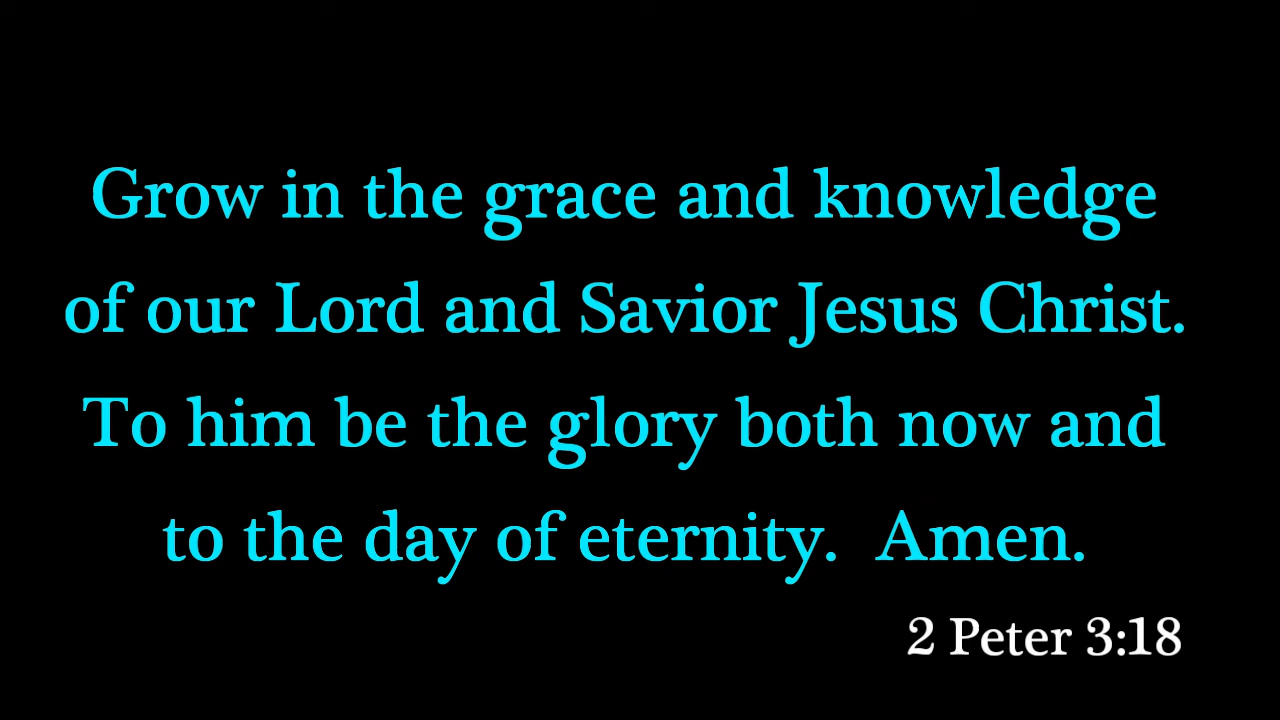 Grow in the grace and knowledge
of our Lord and Savior Jesus Christ.
To him be the glory both now and
to the day of eternity.  Amen.
2 Peter 3:18